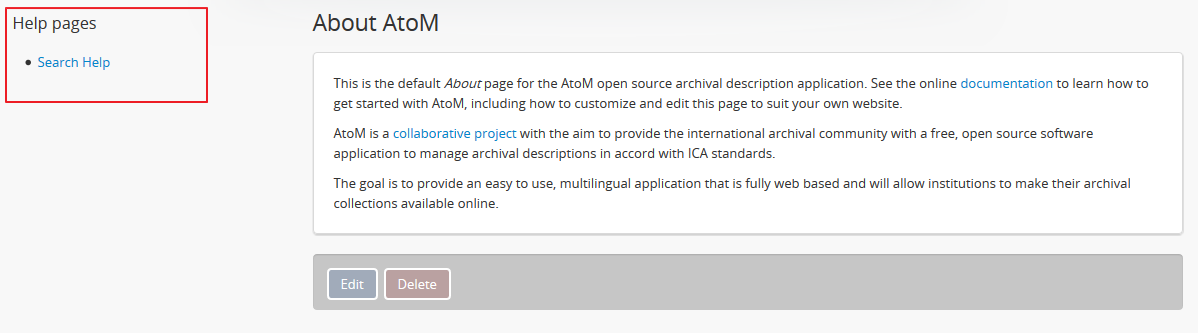 Help pages
• Search Help
About AtoM
This is the default About page for the AtoM open source archival description application. See the online documentation to learn how to
get started with AtoM, including how to customize and edit this page to suit your own website.
AtoM is a collaborative project with the aim to provide the international archival community with a free, open source software
application to manage archival descriptions in accord with ICA standards.
The goal is to provide an easy to use, multilingual application that is fully web based and will allow institutions to make their archival
collections available online.
Edit Delete